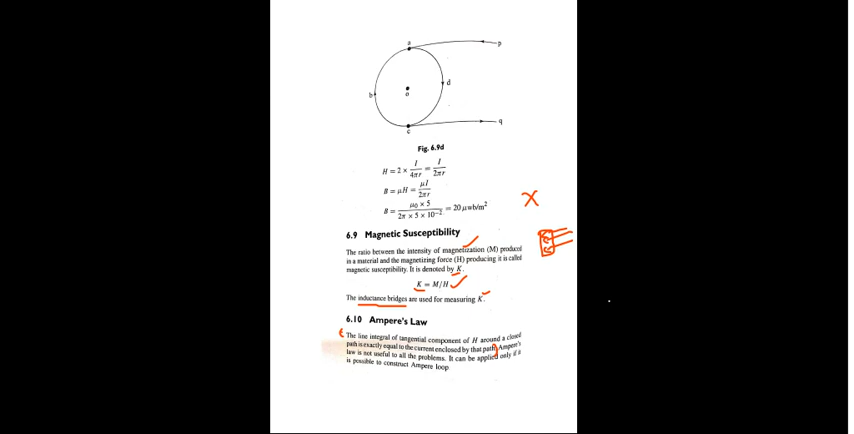 a
p
d
b
o
c
q
Fig. 6.9d
H = 2 × I/4πr = I/2πr
B = μH = μI/2πr
B = μ0 × 5/2π × 5 × 10⁻² = 20 μwb/m²
6.9 Magnetic Susceptibility
The ratio between the intensity of magnetization (M) produced
in a material and the magnetizing force (H) producing it is called
magnetic susceptibility. It is denoted by K.
K = M/H
The inductance bridges are used for measuring K.
6.10 Ampere's Law
The line integral of tangential component of H around a closed
path is exactly equal to the current enclosed by that path. Ampere's
law is not useful to all the problems. It can be applied only if it
is possible to construct Ampere loop.